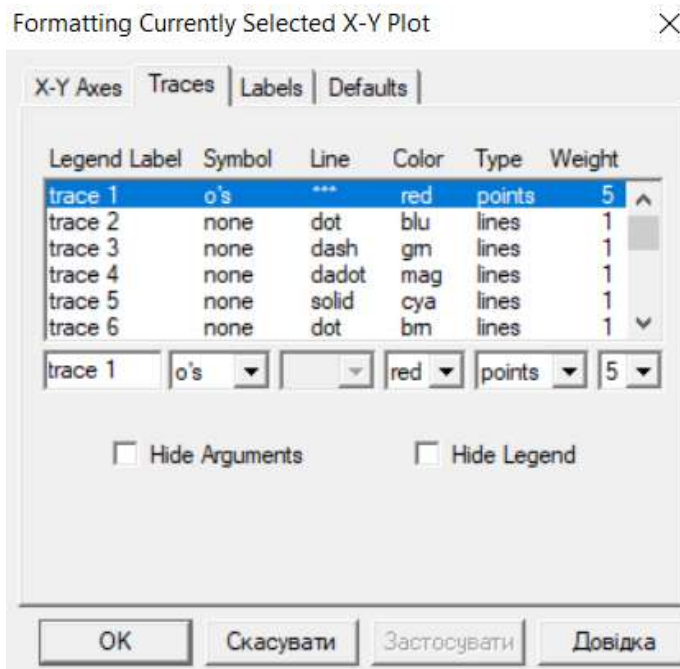 Formatting Currently Selected X-Y Plot
X-Y Axes Traces Labels Defaults
Legend Label Symbol Line Color Type Weight
trace 1 o's *** red points 5
trace 2 none dot blu lines 1
trace 3 none dash grn lines 1
trace 4 none dadot mag lines 1
trace 5 none solid cya lines 1
trace 6 none dot brn lines 1
trace 1 o's red points 5
Hide Arguments Hide Legend
OK Скасувати Застосувати Довідка